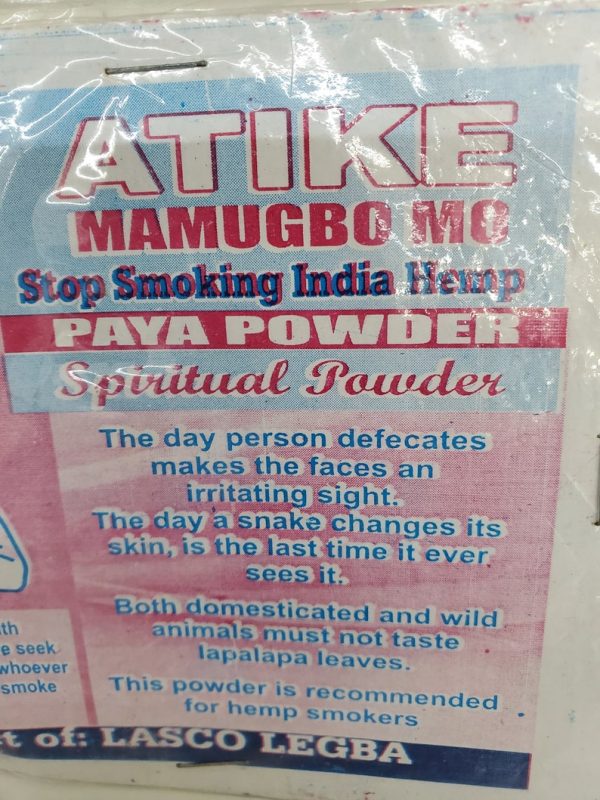 ATIKE
MAMUGBO MO
Stop Smoking India Hemp
PAYA POWDER
Spiritual Powder
The day person defecates
makes the faces an
irritating sight.
The day a snake changes its
skin, is the last time it ever
sees it.
Both domesticated and wild
animals must not taste
lapalapa leaves.
This powder is recommended
for hemp smokers
th
e seek
whoever
smoke
t of: LASCO LEGBA